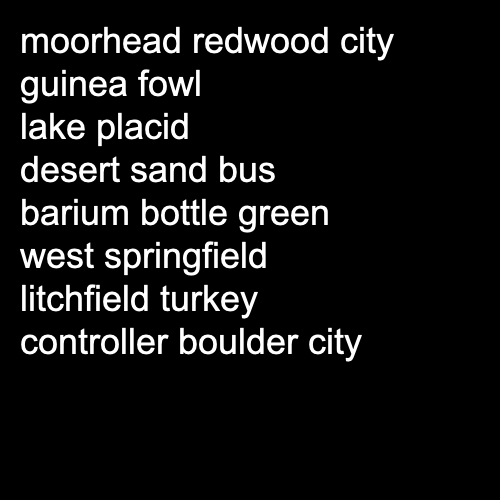 moorhead redwood city
guinea fowl
lake placid
desert sand bus
barium bottle green
west springfield
litchfield turkey
controller boulder city